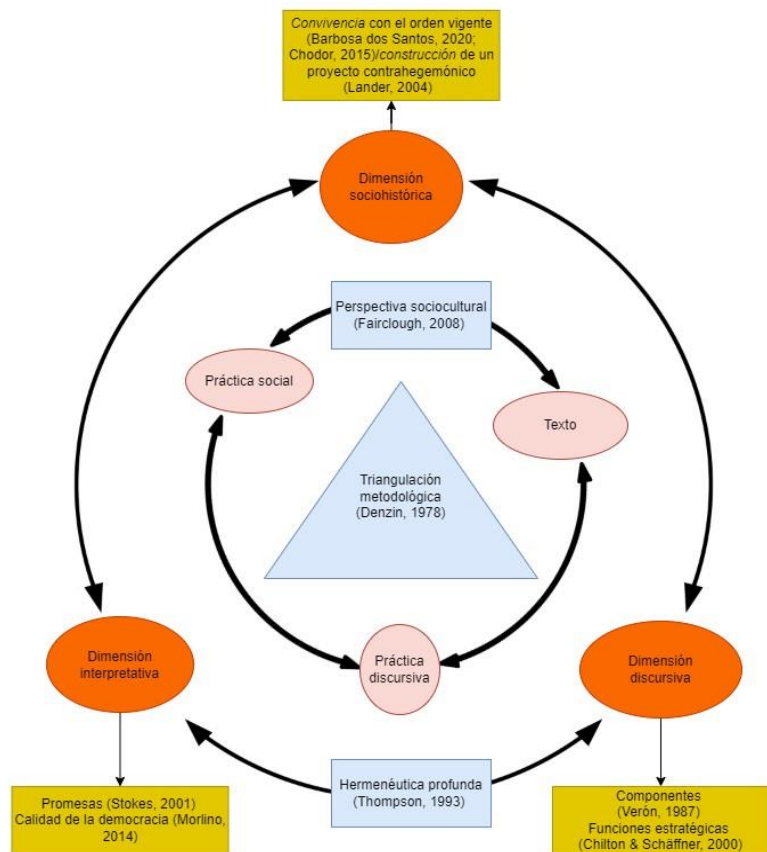 Convivencia con el orden vigente
(Barbosa dos Santos, 2020;
Chodor, 2015)/construcción de un
proyecto contrahegemónico
(Lander, 2004)
Dimensión
sociohistórica
Perspectiva sociocultural
(Fairclough, 2008)
Práctica social
Texto
Triangulación
metodológica
(Denzin, 1978)
Dimensión
interpretativa
Práctica
discursiva
Dimensión
discursiva
Hermenéutica profunda
(Thompson, 1993)
Promesas (Stokes, 2001)
Calidad de la democracia (Morlino,
2014)
Componentes
(Verón, 1987)
Funciones estratégicas
(Chilton & Schäffner, 2000)